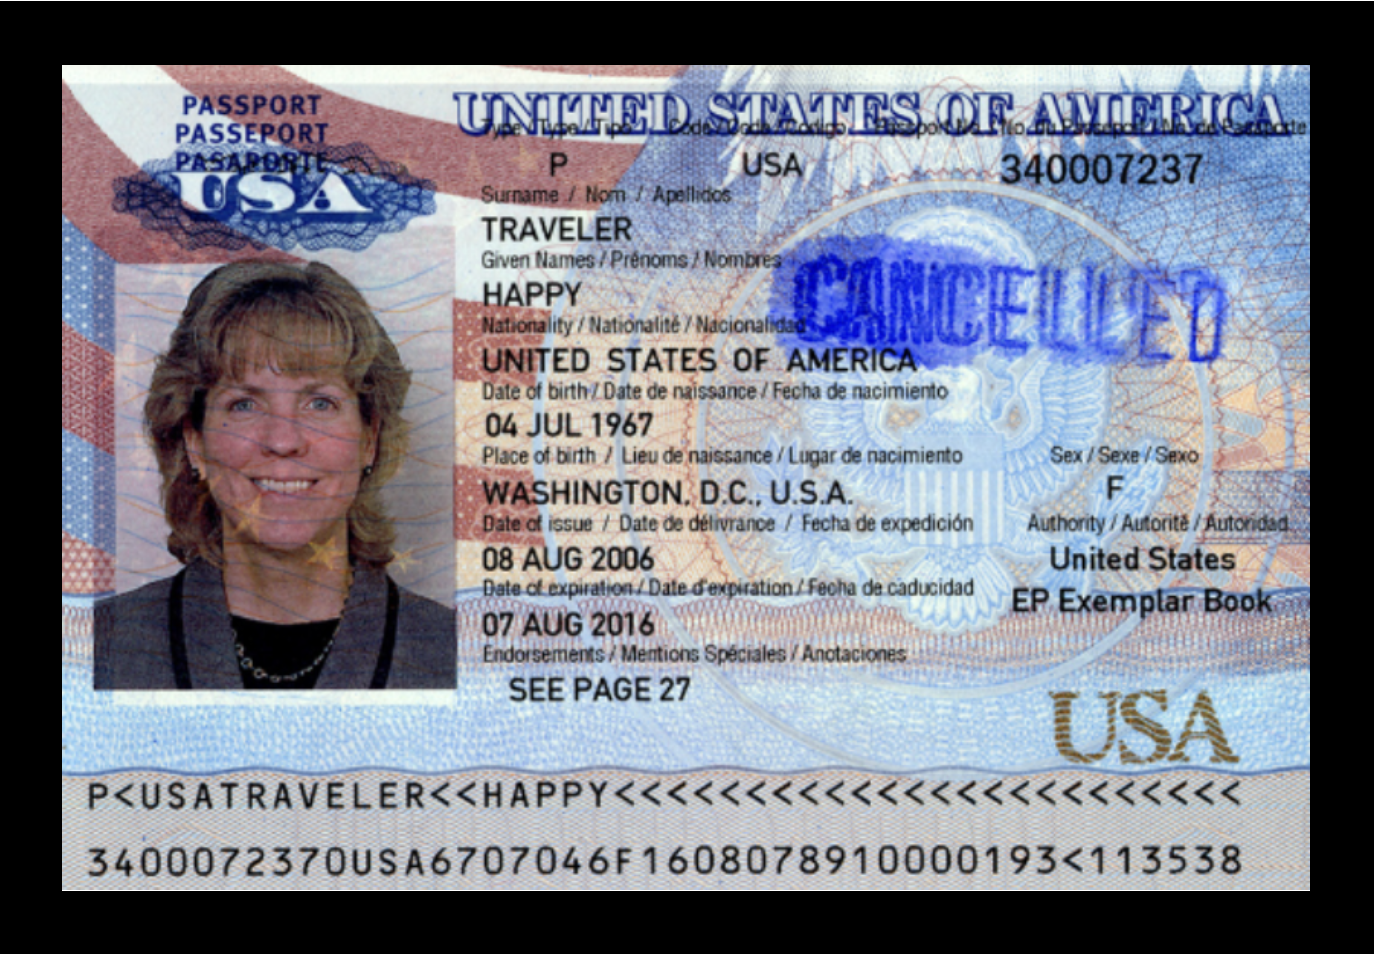 PASSPORT
PASSEPORT
PASAPORTE
USA
UNITED STATES OF AMERICA
Type / Type / Tipo Code / Code / Codigo Passport No. / No. du Passeport / No. de Pasaporte
P USA 340007237
Surname / Nom / Apellidos
TRAVELER
Given Names / Prénoms / Nombres
HAPPY
CANCELLED
Nationality / Nationalité / Nacionalidad
UNITED STATES OF AMERICA
Date of birth / Date de naissance / Fecha de nacimiento
04 JUL 1967
Place of birth / Lieu de naissance / Lugar de nacimiento Sex / Sexe / Sexo
WASHINGTON, D.C., U.S.A. F
Date of issue / Date de délivrance / Fecha de expedición Authority / Autorité / Autoridad
08 AUG 2006 United States
Date of expiration / Date d'expiration / Fecha de caducidad EP Exemplar Book
07 AUG 2016
Endorsements / Mentions Spéciales / Anotaciones
SEE PAGE 27
USA
P<USATRAVELER<<HAPPY<<<<<<<<<<<<<<<<<<<<<<<<
3400072370USA6707046F1608078910000193<113538